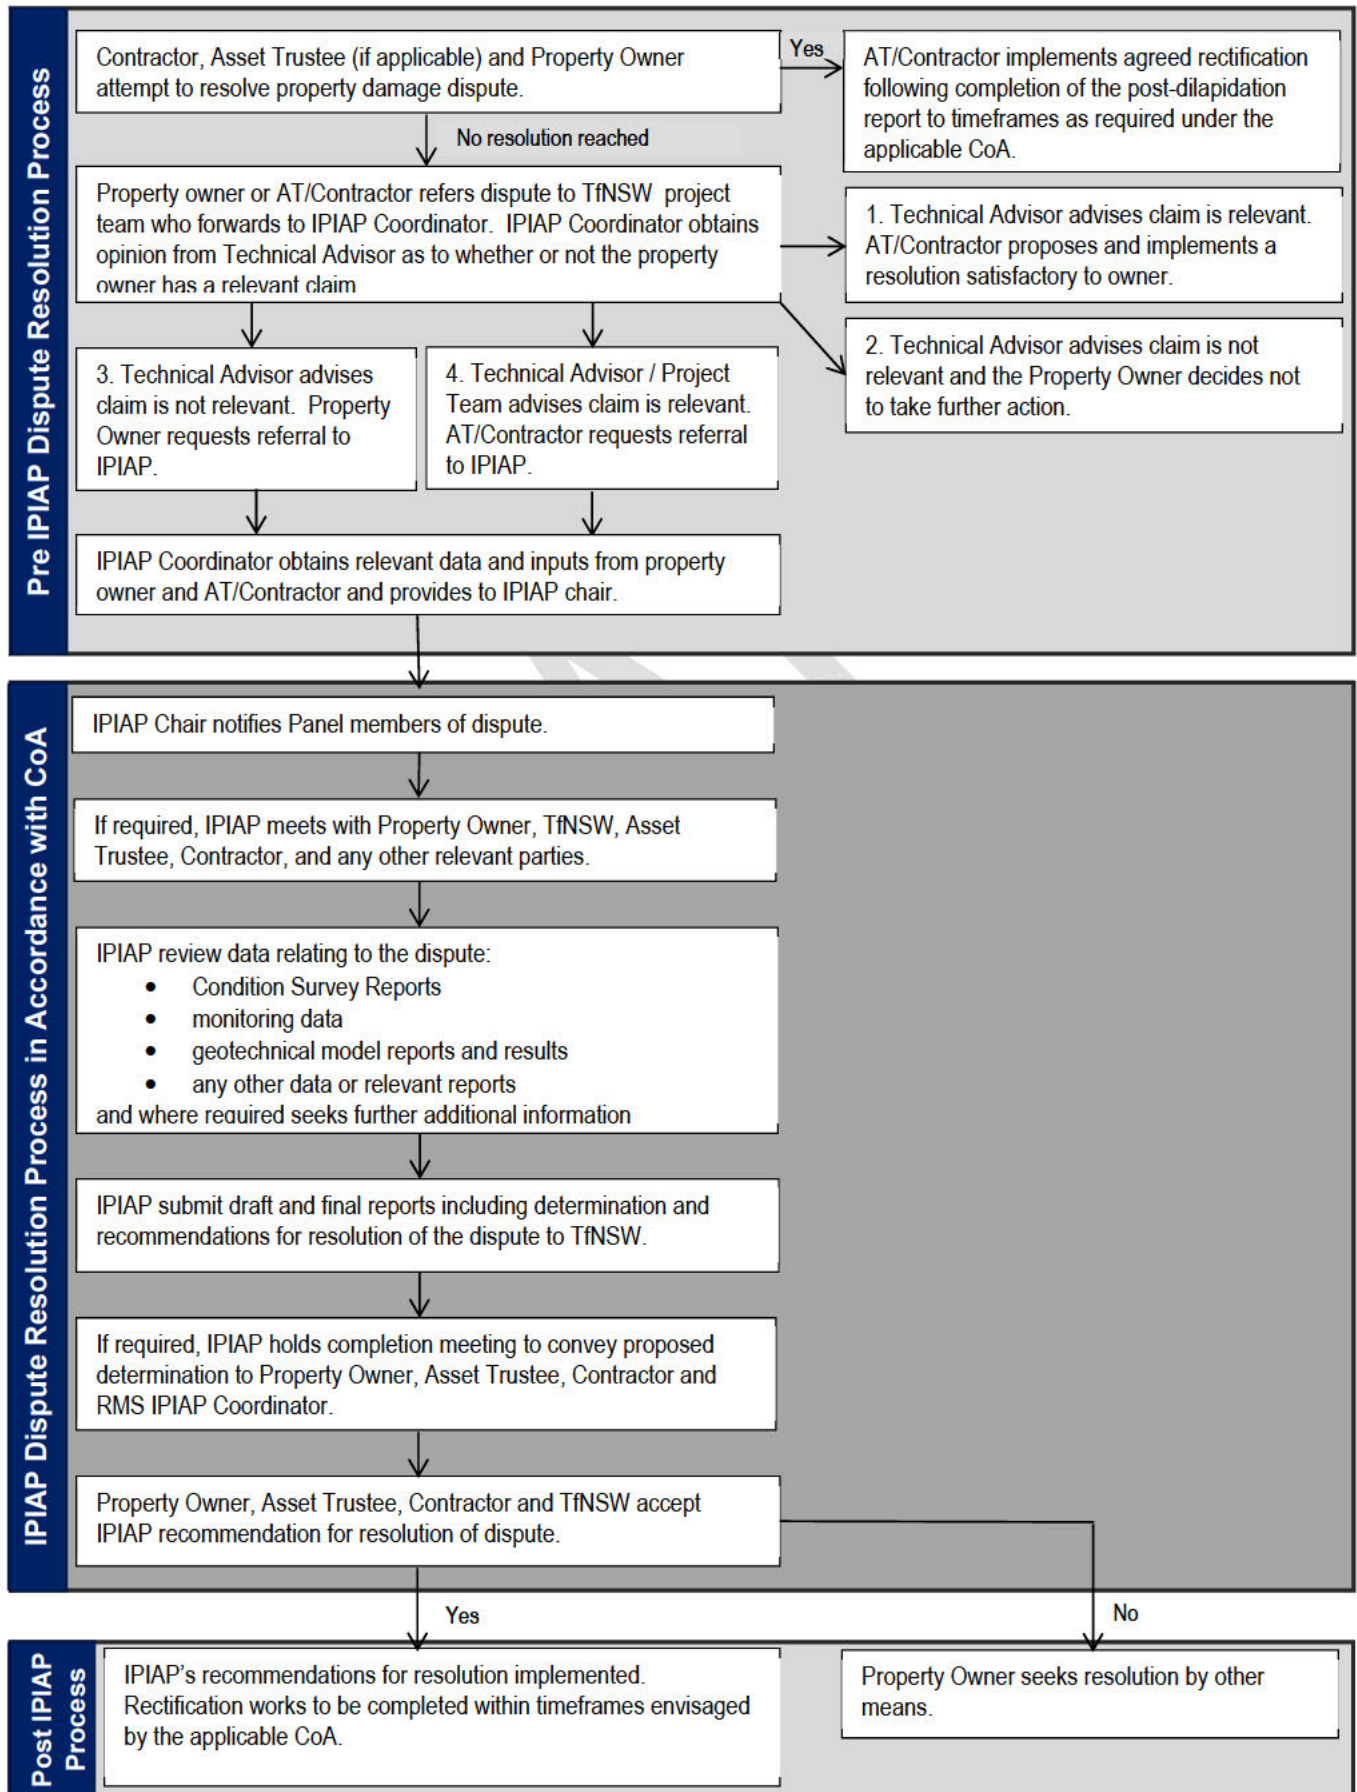 Pre IPIAP Dispute Resolution Process
Contractor, Asset Trustee (if applicable) and Property Owner
attempt to resolve property damage dispute.
Yes
AT/Contractor implements agreed rectification
following completion of the post-dilapidation
report to timeframes as required under the
applicable CoA.
No resolution reached
Property owner or AT/Contractor refers dispute to TfNSW project
team who forwards to IPIAP Coordinator. IPIAP Coordinator obtains
opinion from Technical Advisor as to whether or not the property
owner has a relevant claim
1. Technical Advisor advises claim is relevant.
AT/Contractor proposes and implements a
resolution satisfactory to owner.
2. Technical Advisor advises claim is not
relevant and the Property Owner decides not
to take further action.
3. Technical Advisor advises
claim is not relevant. Property
Owner requests referral to
IPIAP.
4. Technical Advisor / Project
Team advises claim is relevant.
AT/Contractor requests referral
to IPIAP.
IPIAP Coordinator obtains relevant data and inputs from property
owner and AT/Contractor and provides to IPIAP chair.
IPIAP Dispute Resolution Process in Accordance with CoA
IPIAP Chair notifies Panel members of dispute.
If required, IPIAP meets with Property Owner, TfNSW, Asset
Trustee, Contractor, and any other relevant parties.
IPIAP review data relating to the dispute:
• Condition Survey Reports
• monitoring data
• geotechnical model reports and results
• any other data or relevant reports
and where required seeks further additional information
IPIAP submit draft and final reports including determination and
recommendations for resolution of the dispute to TfNSW.
If required, IPIAP holds completion meeting to convey proposed
determination to Property Owner, Asset Trustee, Contractor and
RMS IPIAP Coordinator.
Property Owner, Asset Trustee, Contractor and TfNSW accept
IPIAP recommendation for resolution of dispute.
Yes
No
Post IPIAP
Process
IPIAP's recommendations for resolution implemented.
Rectification works to be completed within timeframes envisaged
by the applicable CoA.
Property Owner seeks resolution by other
means.